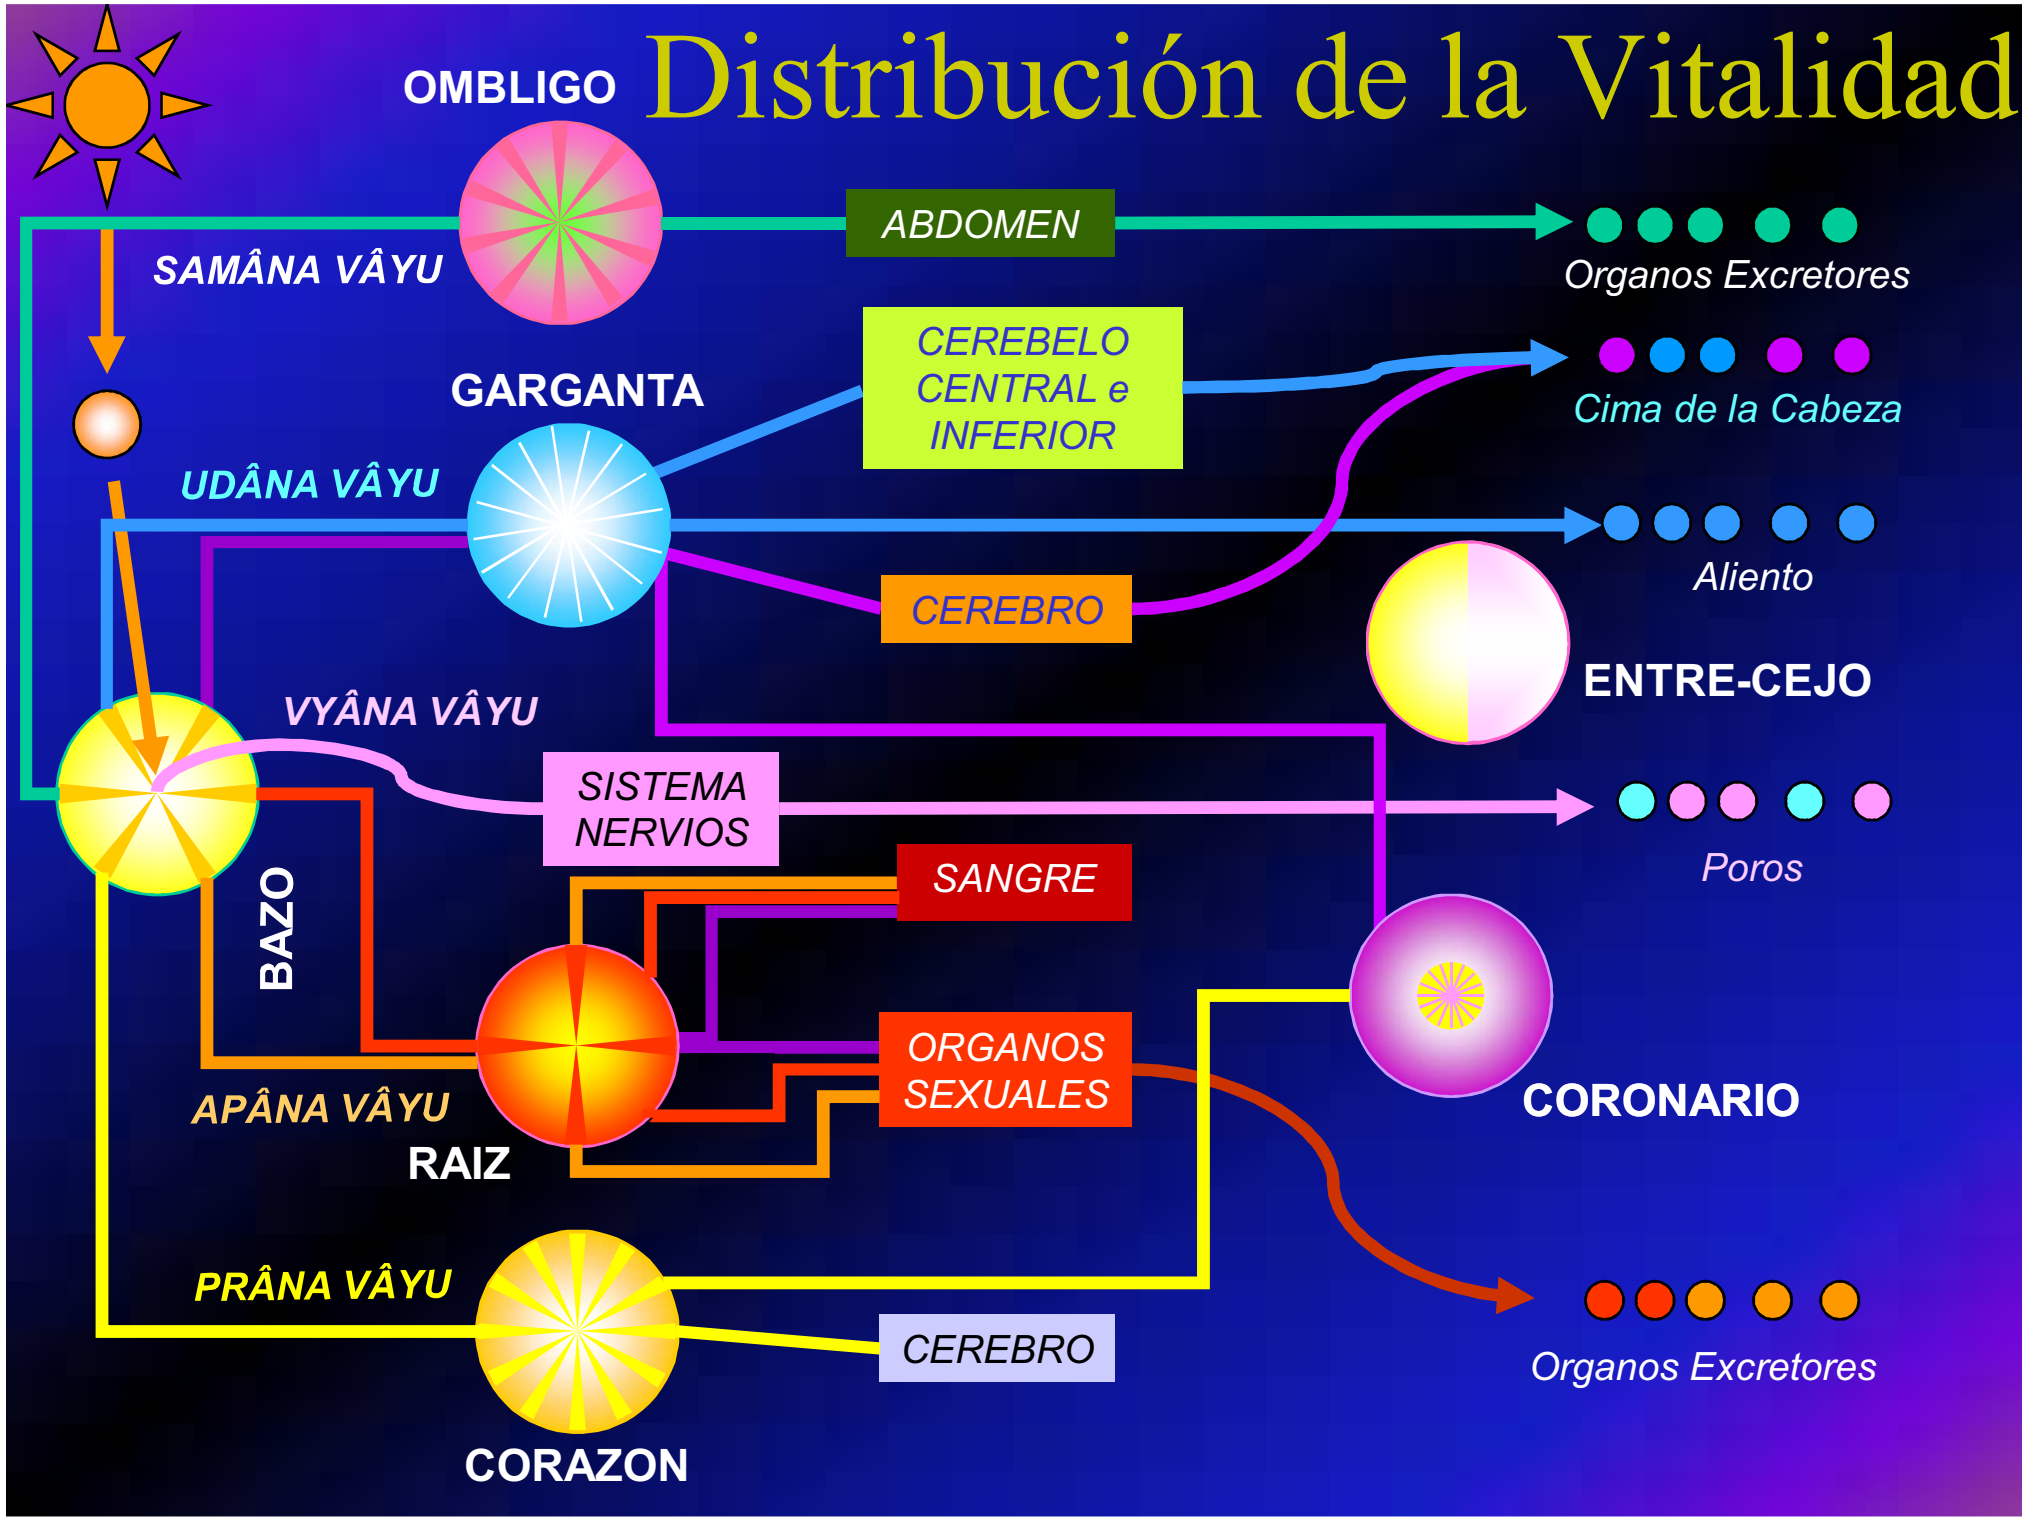 Distribución de la Vitalidad
OMBLIGO
SAMÂNA VÂYU
ABDOMEN
Organos Excretores
GARGANTA
CEREBELO
CENTRAL e
INFERIOR
Cima de la Cabeza
UDÂNA VÂYU
Aliento
CEREBRO
ENTRE-CEJO
VYÂNA VÂYU
SISTEMA
NERVIOS
Poros
BAZO
SANGRE
ORGANOS
SEXUALES
CORONARIO
APÂNA VÂYU
RAIZ
PRÂNA VÂYU
CEREBRO
Organos Excretores
CORAZON